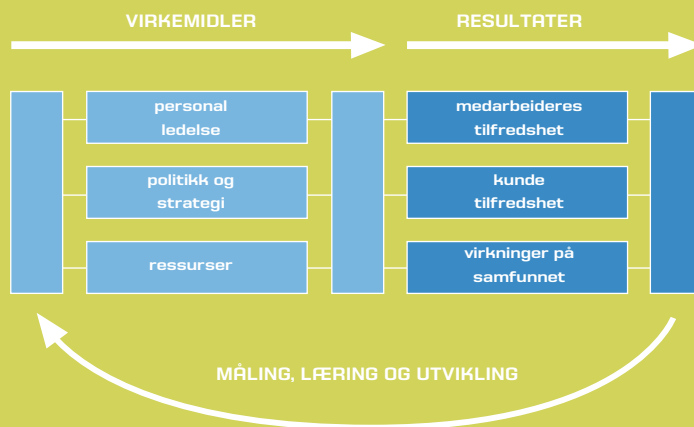 VIRKEMIDLER
RESULTATER
personal
ledelse
politikk og
strategi
ressurser
medarbeideres
tilfredshet
kunde
tilfredshet
virkninger på
samfunnet
MÅLING, LÆRING OG UTVIKLING